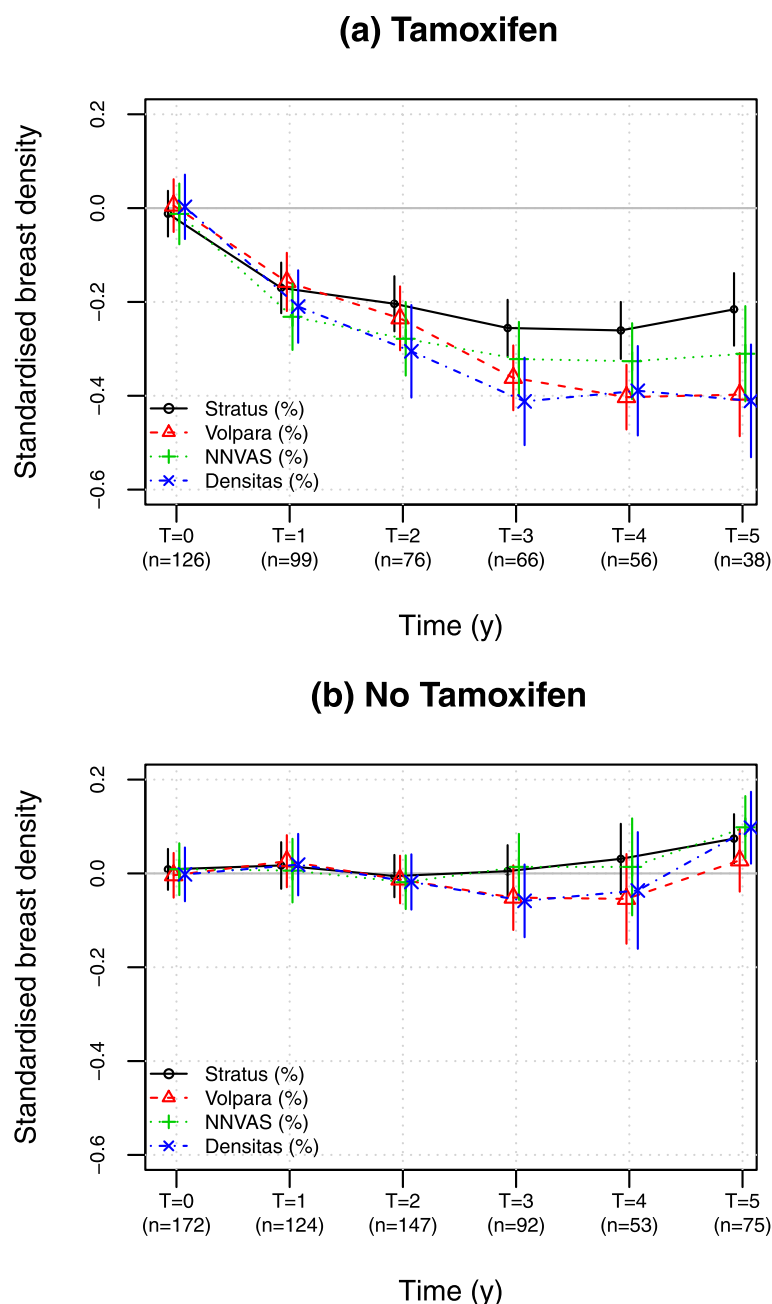 (a) Tamoxifen
Standardised breast density
0.2
0.0
−0.2
−0.4
−0.6
Stratus (%)
Volpara (%)
NNVAS (%)
Densitas (%)
T=0 T=1 T=2 T=3 T=4 T=5
(n=126) (n=99) (n=76) (n=66) (n=56) (n=38)
Time (y)
(b) No Tamoxifen
Standardised breast density
0.2
0.0
−0.2
−0.4
−0.6
Stratus (%)
Volpara (%)
NNVAS (%)
Densitas (%)
T=0 T=1 T=2 T=3 T=4 T=5
(n=172) (n=124) (n=147) (n=92) (n=53) (n=75)
Time (y)